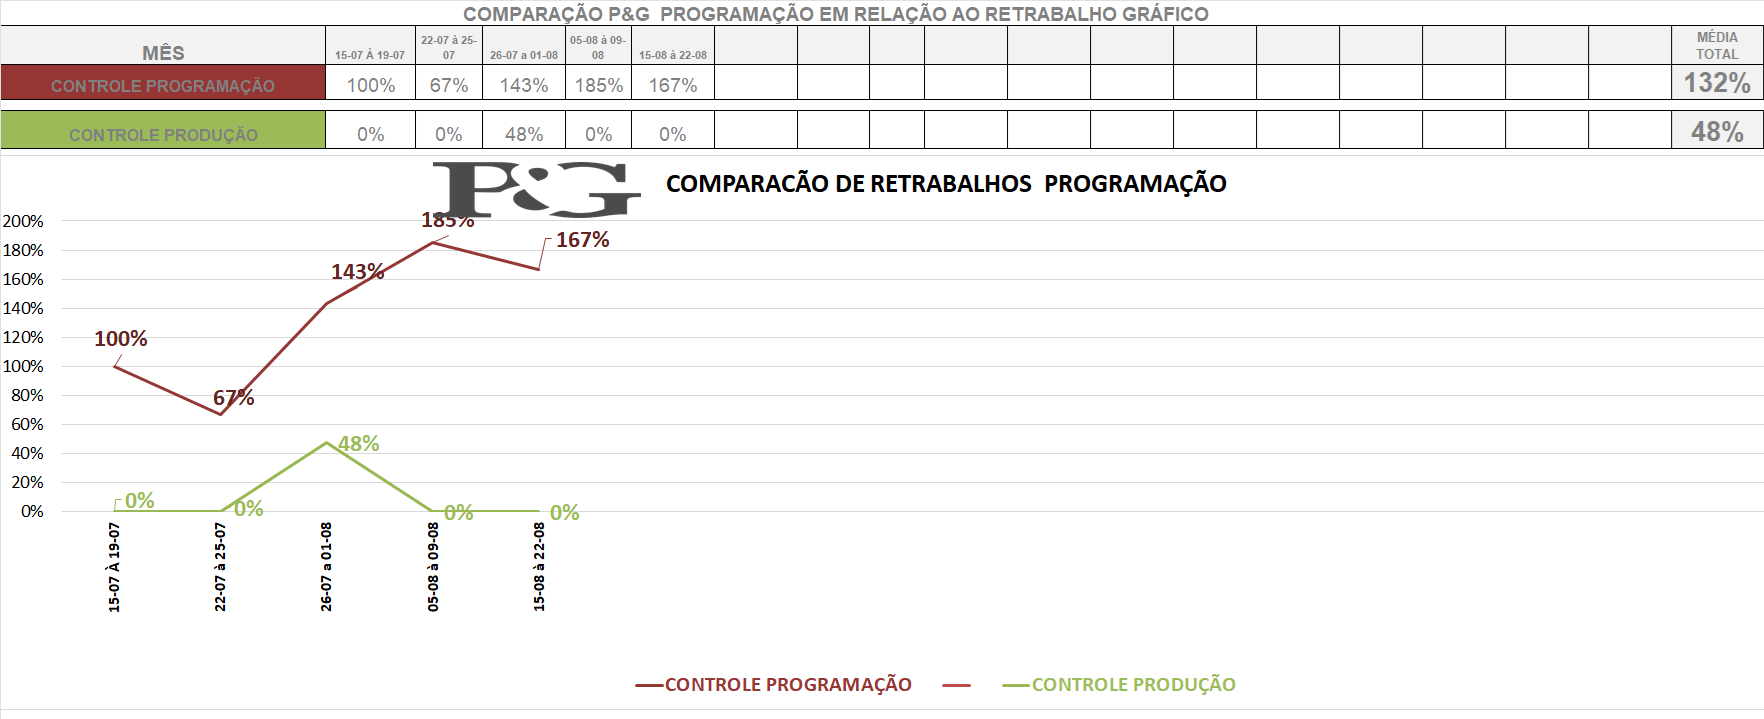 COMPARAÇÃO P&G PROGRAMAÇÃO EM RELAÇÃO AO RETRABALHO GRÁFICO
MÊS 15-07 À 19-07 22-07 à 25-07 26-07 a 01-08 05-08 à 09-08 15-08 à 22-08 MÉDIA TOTAL
CONTROLE PROGRAMAÇÃO 100% 67% 143% 185% 167% 132%
CONTROLE PRODUÇÃO 0% 0% 48% 0% 0% 48%
P&G COMPARACÃO DE RETRABALHOS PROGRAMAÇÃO
200%
180%
160%
140%
120%
100%
80%
60%
40%
20%
0%
100%
67%
143%
185%
167%
0%
0%
48%
0%
0%
15-07 À 19-07
22-07 à 25-07
26-07 a 01-08
05-08 à 09-08
15-08 à 22-08
CONTROLE PROGRAMAÇÃO CONTROLE PRODUÇÃO